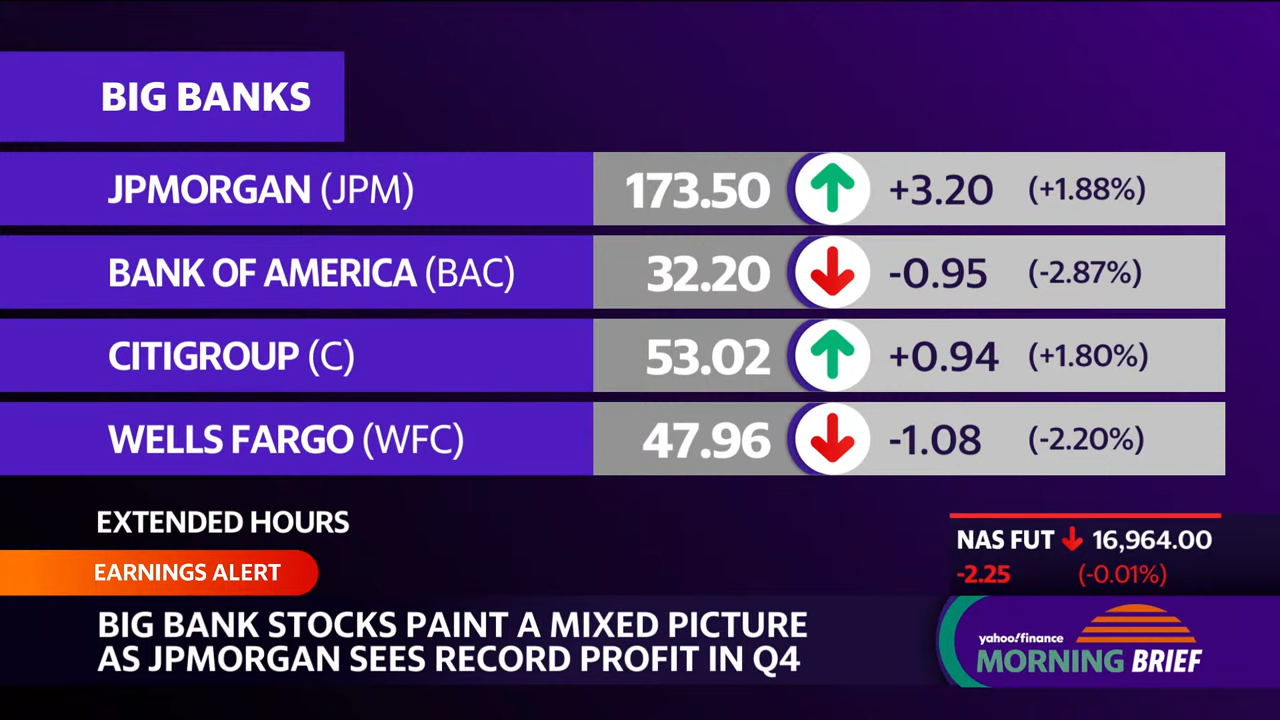 BIG BANKS
JPMORGAN (JPM) 173.50 +3.20 (+1.88%)
BANK OF AMERICA (BAC) 32.20 -0.95 (-2.87%)
CITIGROUP (C) 53.02 +0.94 (+1.80%)
WELLS FARGO (WFC) 47.96 -1.08 (-2.20%)
EXTENDED HOURS
EARNINGS ALERT
BIG BANK STOCKS PAINT A MIXED PICTURE
AS JPMORGAN SEES RECORD PROFIT IN Q4
NAS FUT 16,964.00
-2.25 (-0.01%)
yahoo!finance
MORNING BRIEF